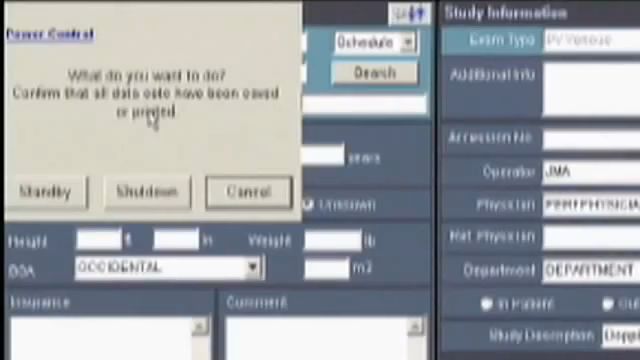 Study Information
Power Control
Schedule
Exam Type
What do you want to do?
Search
Additional Info
Confirm that all data sets have been saved
or printed
Accession No
years
Operator JMA
Standby Shutdown Cancel
Unknown
Physician
Height ft in Weight lb
Ref. Physician
BSA OCCIDENTAL m2
Department DEPARTMENT
In Patient
Insurance Comment
Study Description